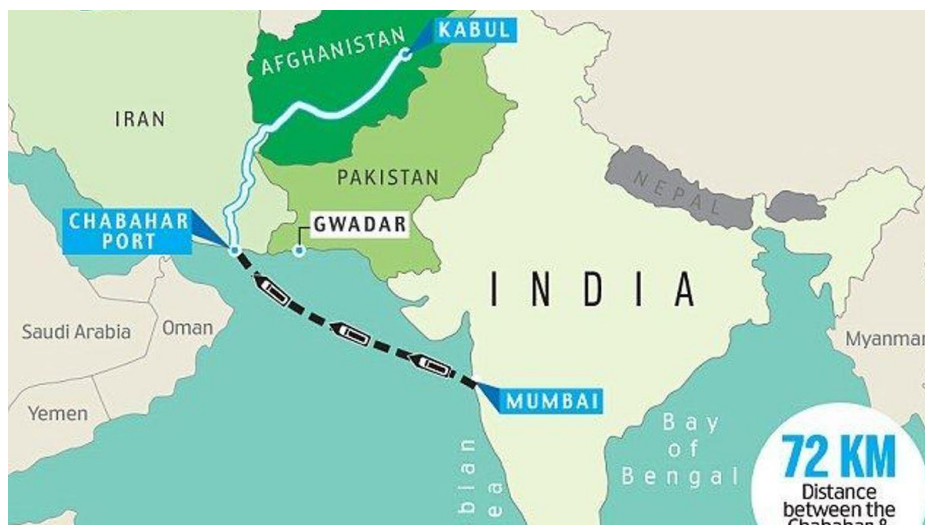 KABUL
AFGHANISTAN
IRAN
PAKISTAN
NEPAL
CHABAHAR
PORT
GWADAR
INDIA
Saudi Arabia
Oman
Myanmar
Yemen
MUMBAI
Bay
of
Bengal
72 KM
Distance
between the
Chabahar &